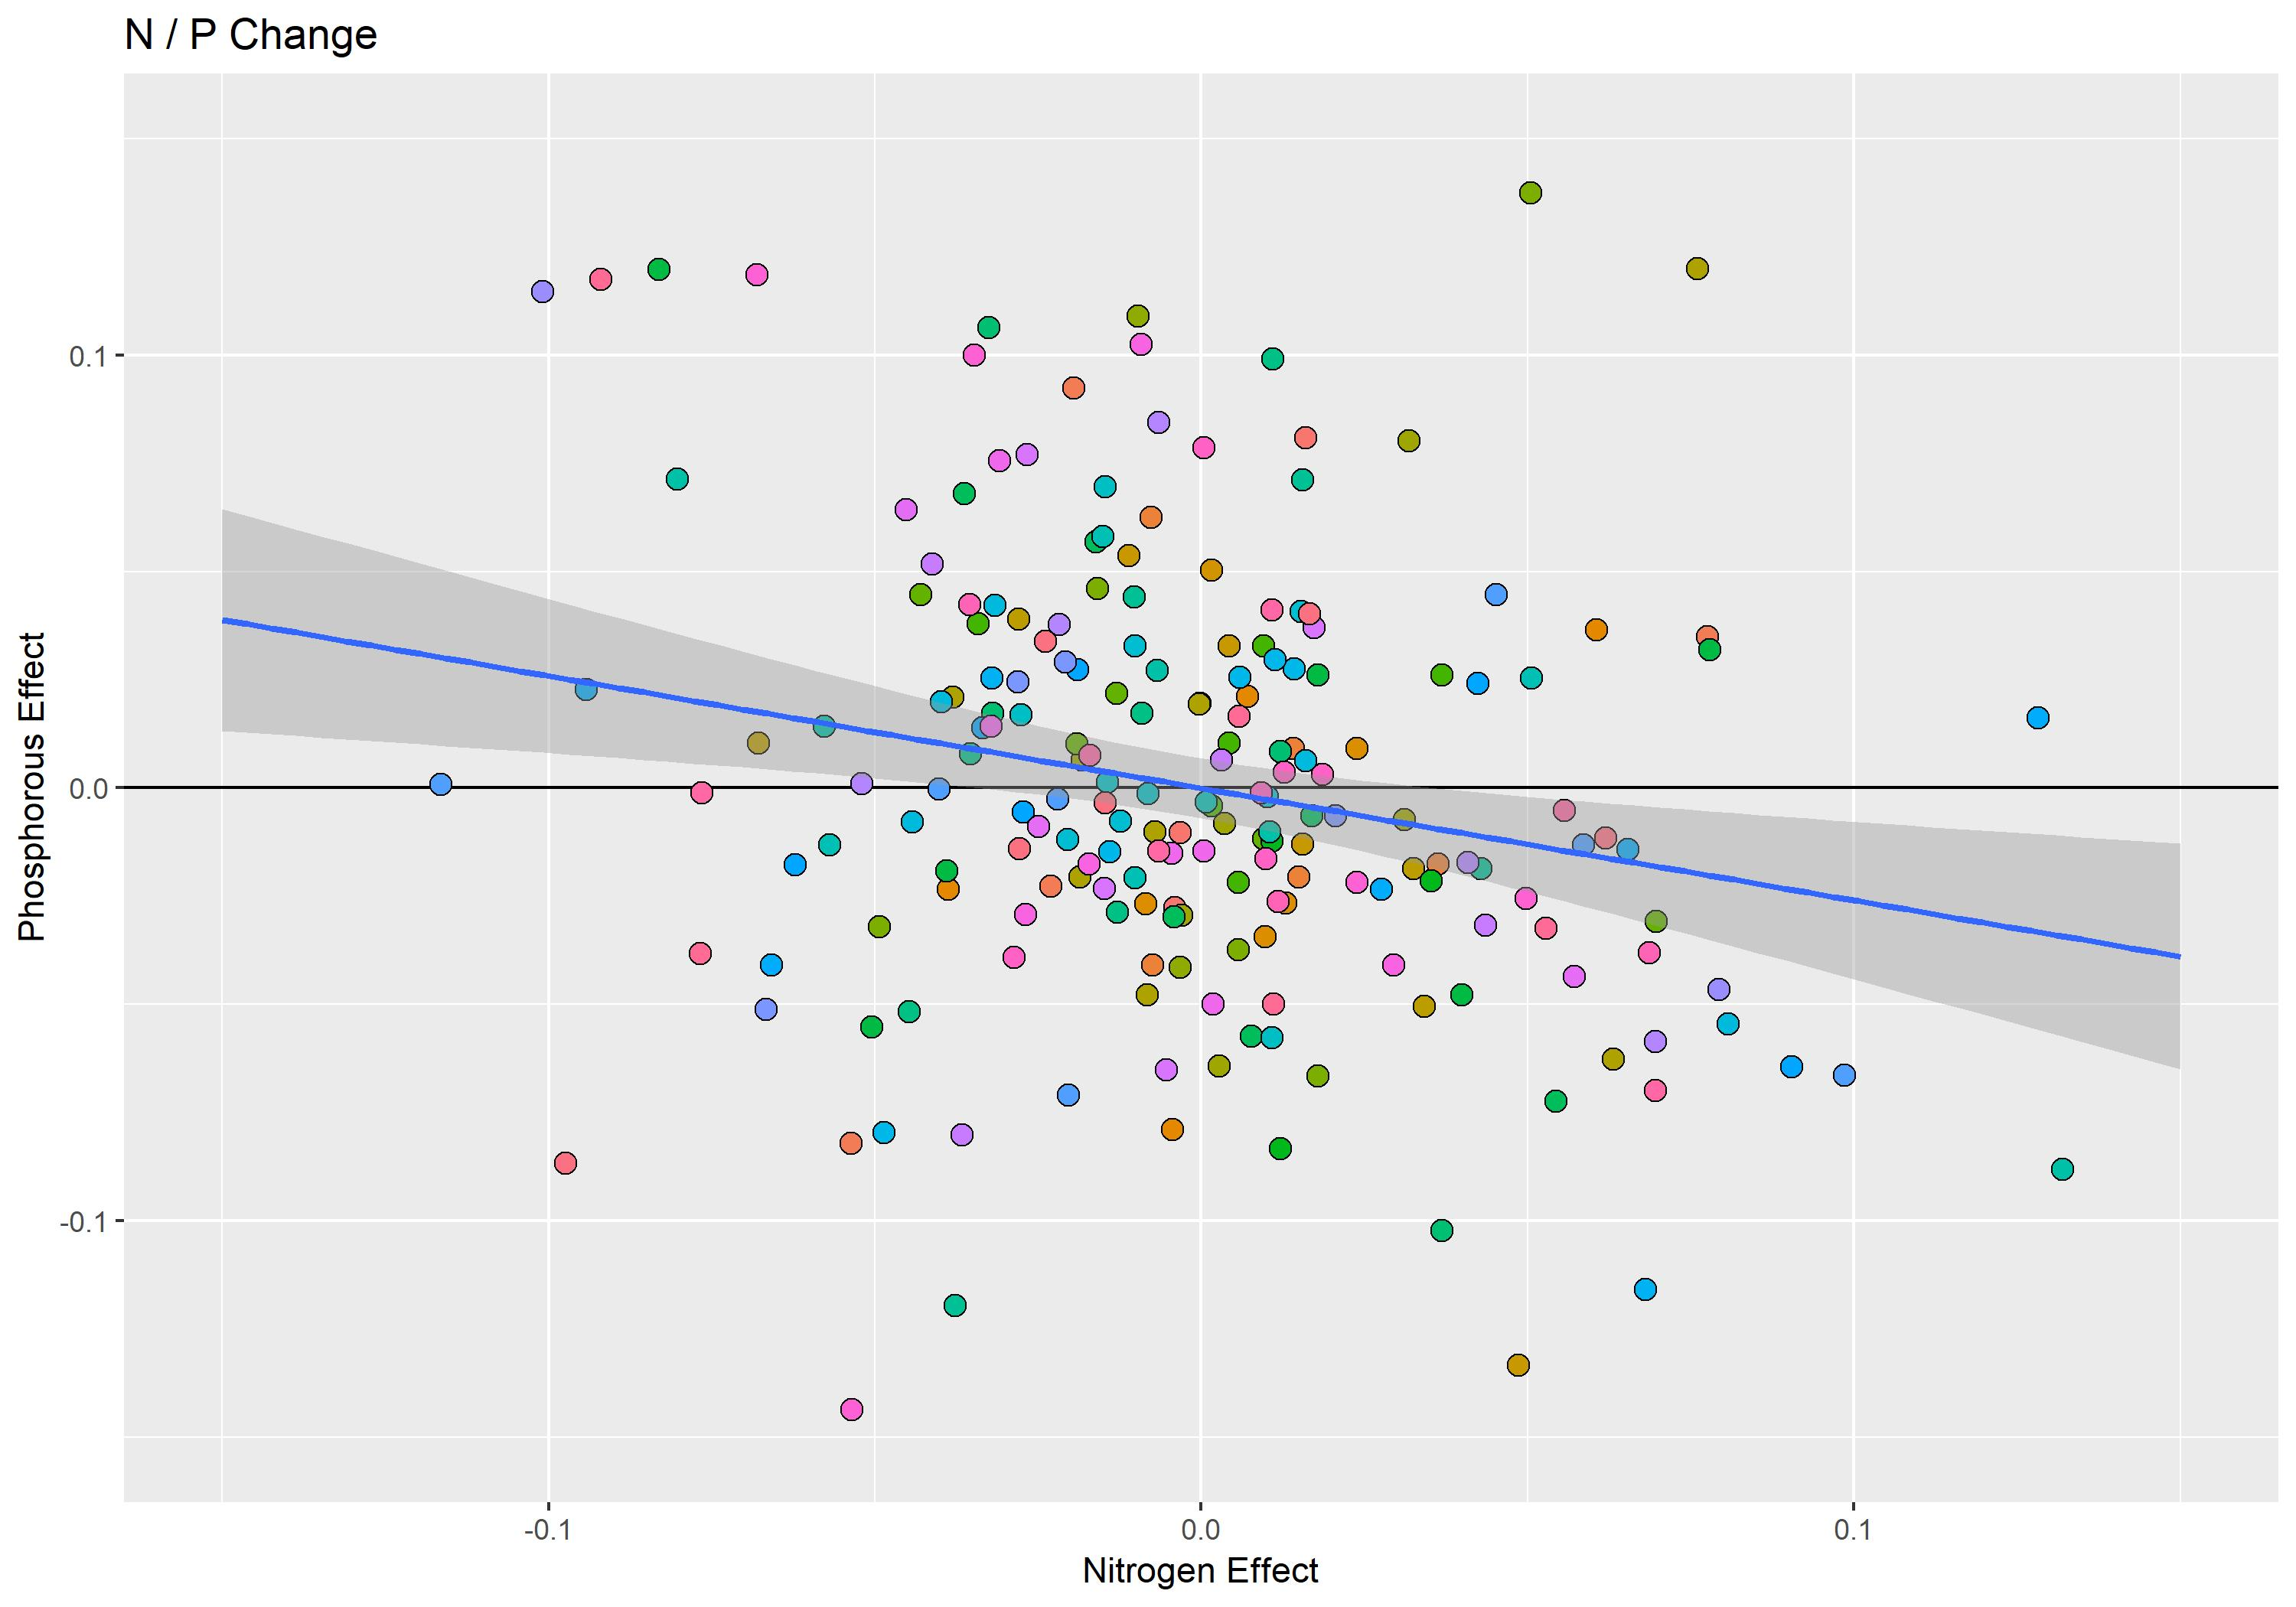 N / P Change
Phosphorous Effect
0.1
0.0
-0.1
-0.1
0.0
0.1
Nitrogen Effect